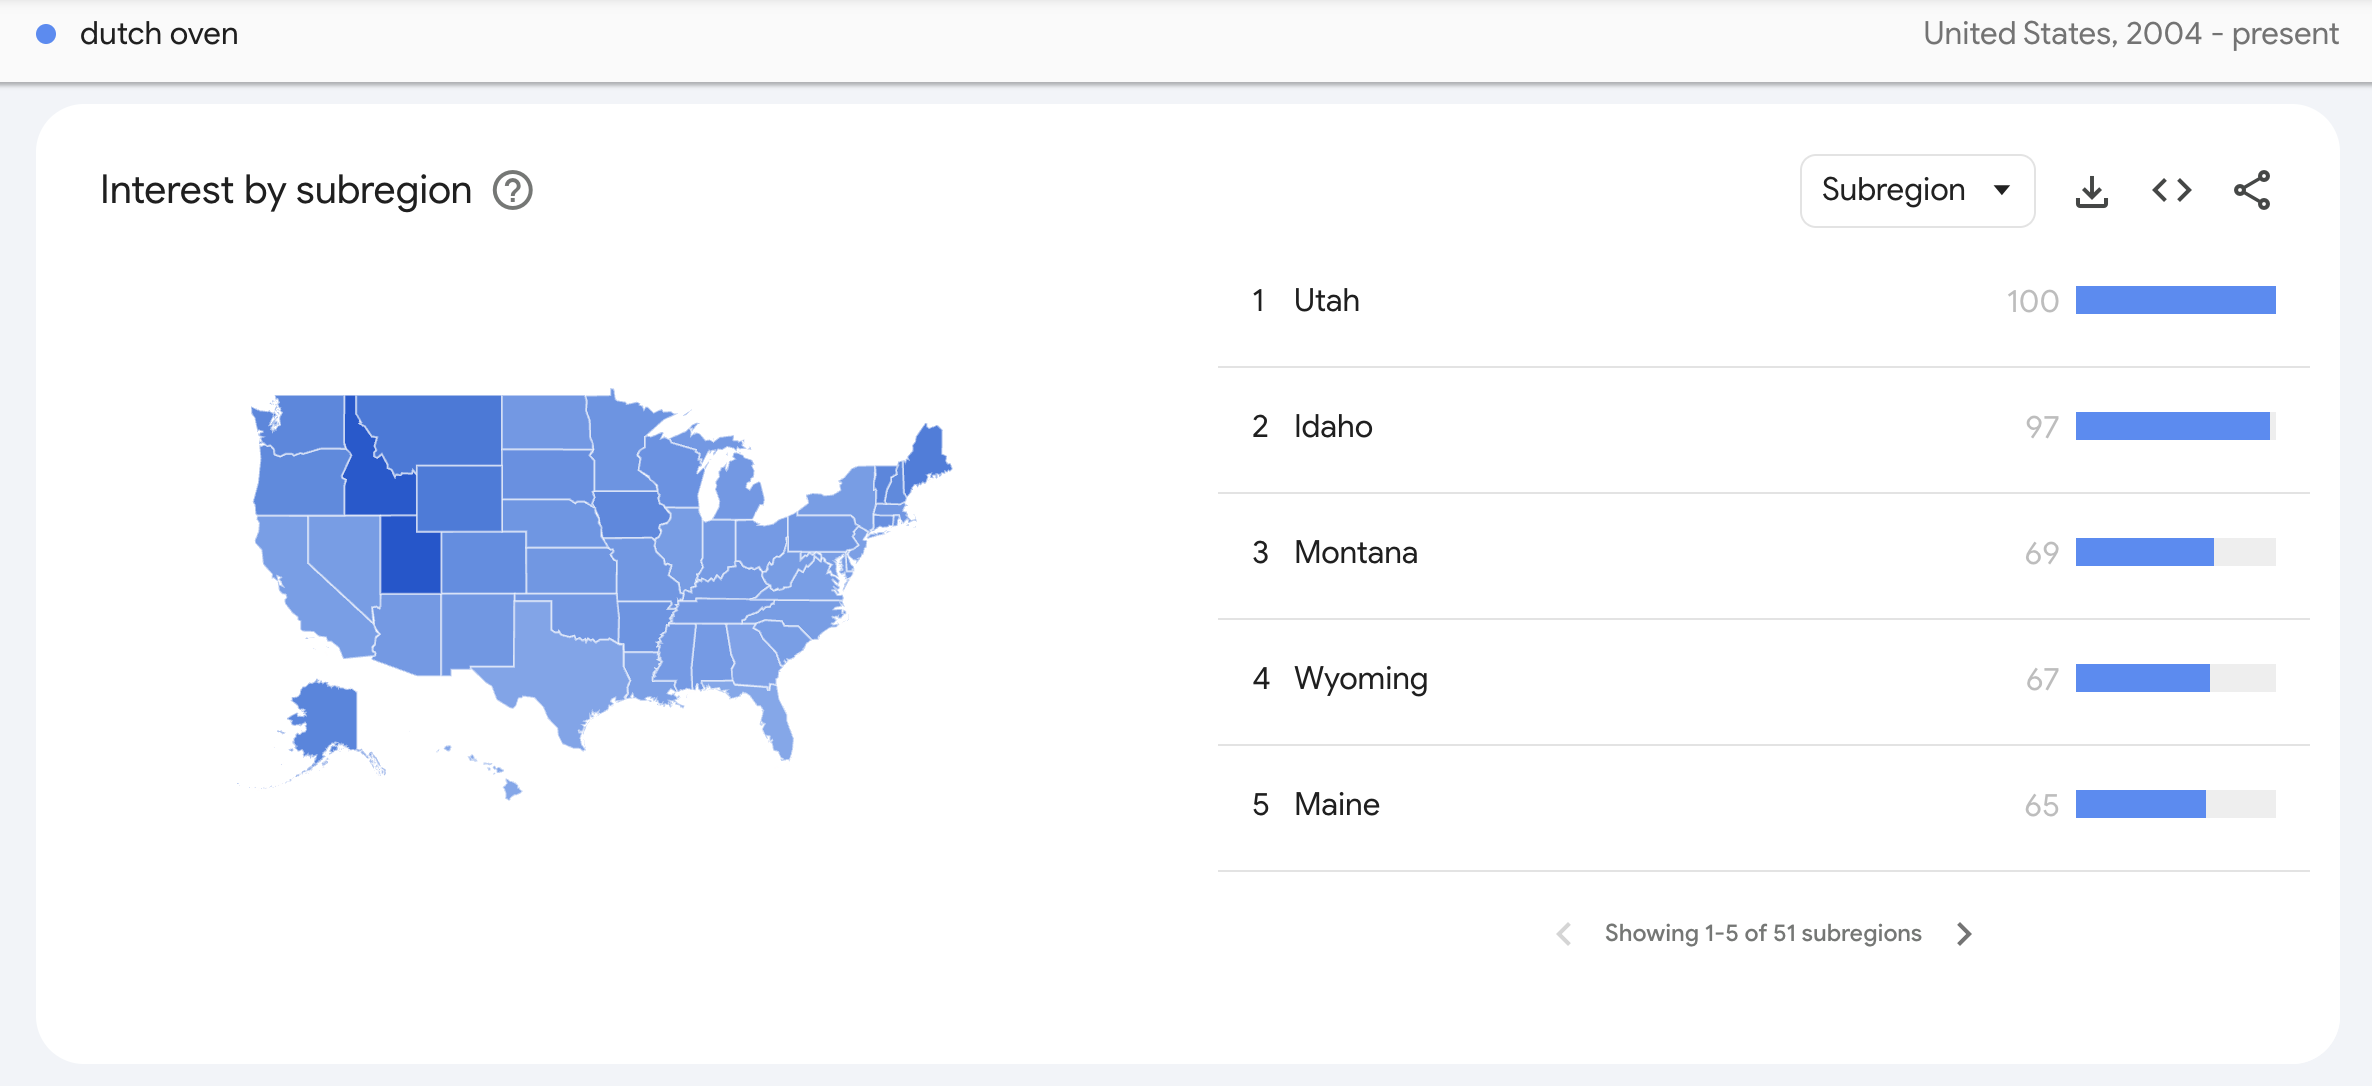 dutch oven
United States, 2004 - present
Interest by subregion
Subregion
1 Utah 100
2 Idaho 97
3 Montana 69
4 Wyoming 67
5 Maine 65
Showing 1-5 of 51 subregions